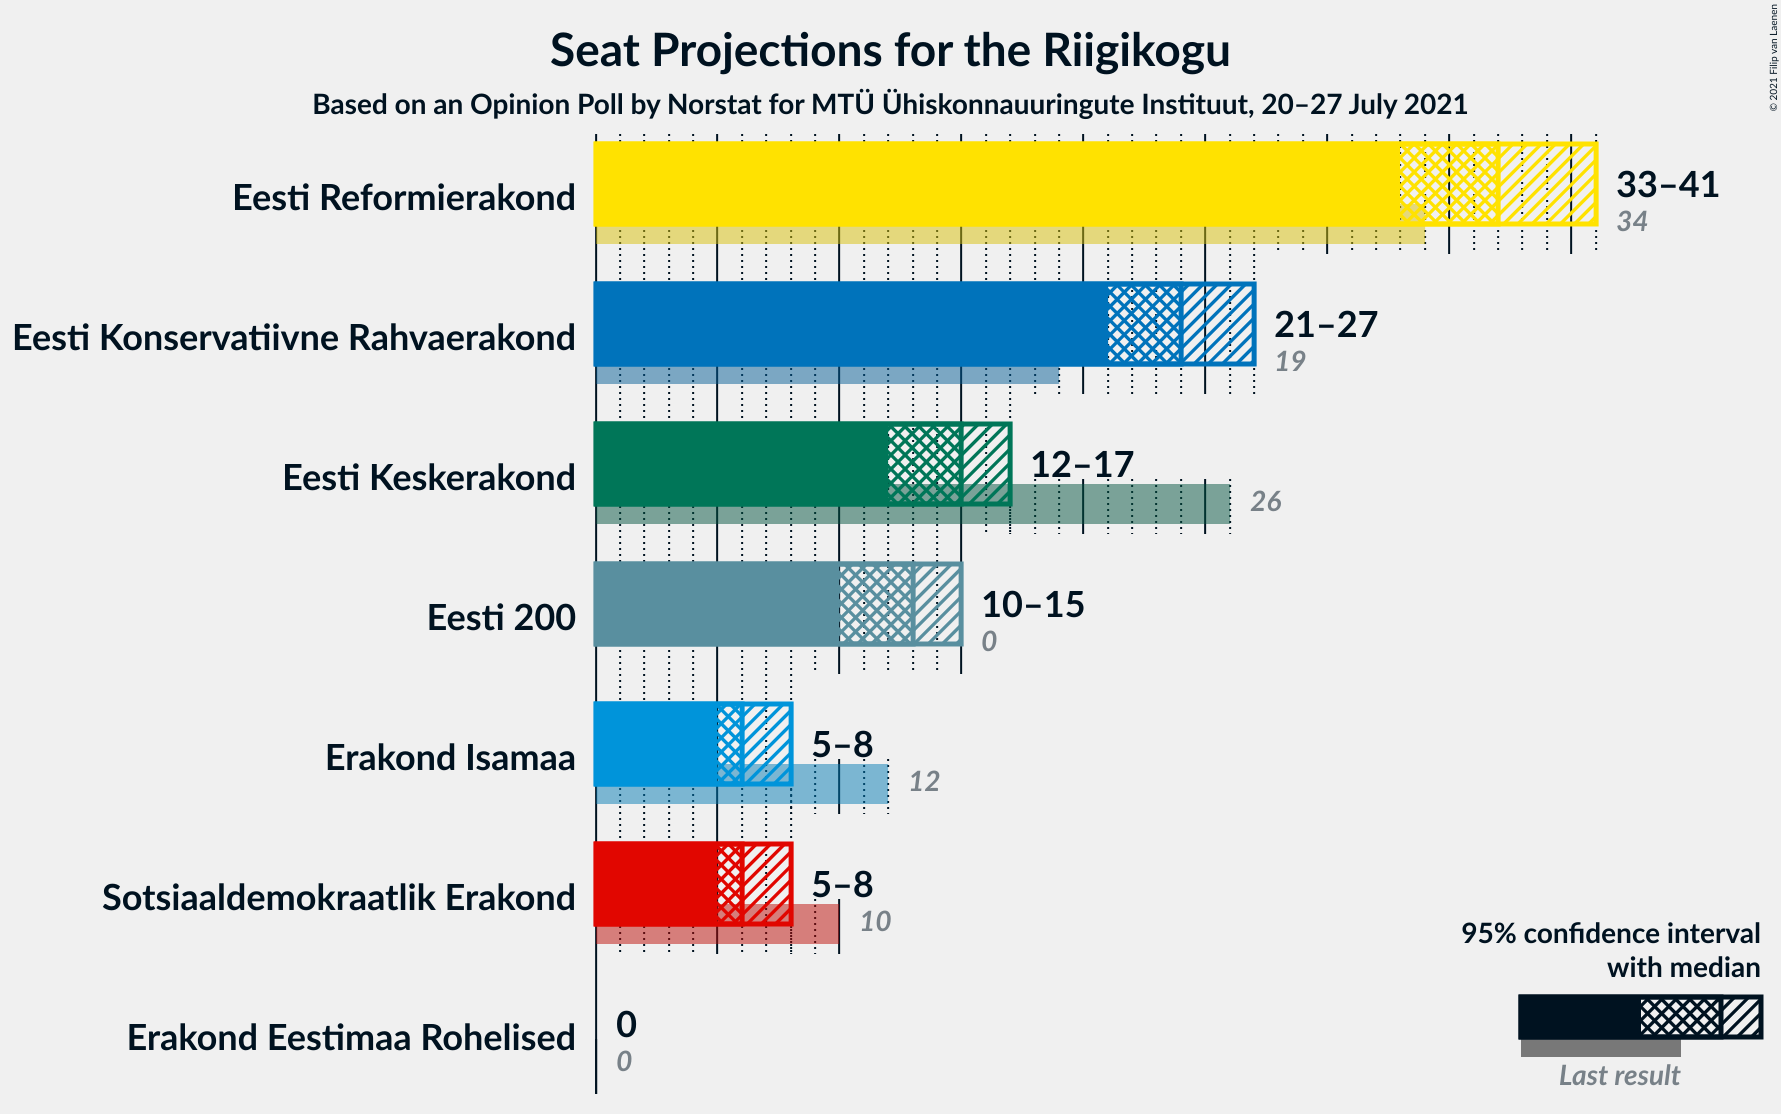 Seat Projections for the Riigikogu
Based on an Opinion Poll by Norstat for MTÜ Ühiskonnauuringute Instituut, 20–27 July 2021
© 2021 Filip van Laenen
Eesti Reformierakond
33–41
34
Eesti Konservatiivne Rahvaerakond
21–27
19
Eesti Keskerakond
12–17
26
Eesti 200
10–15
0
Erakond Isamaa
5–8
12
Sotsiaaldemokraatlik Erakond
5–8
10
Erakond Eestimaa Rohelised
0
0
95% confidence interval
with median
Last result